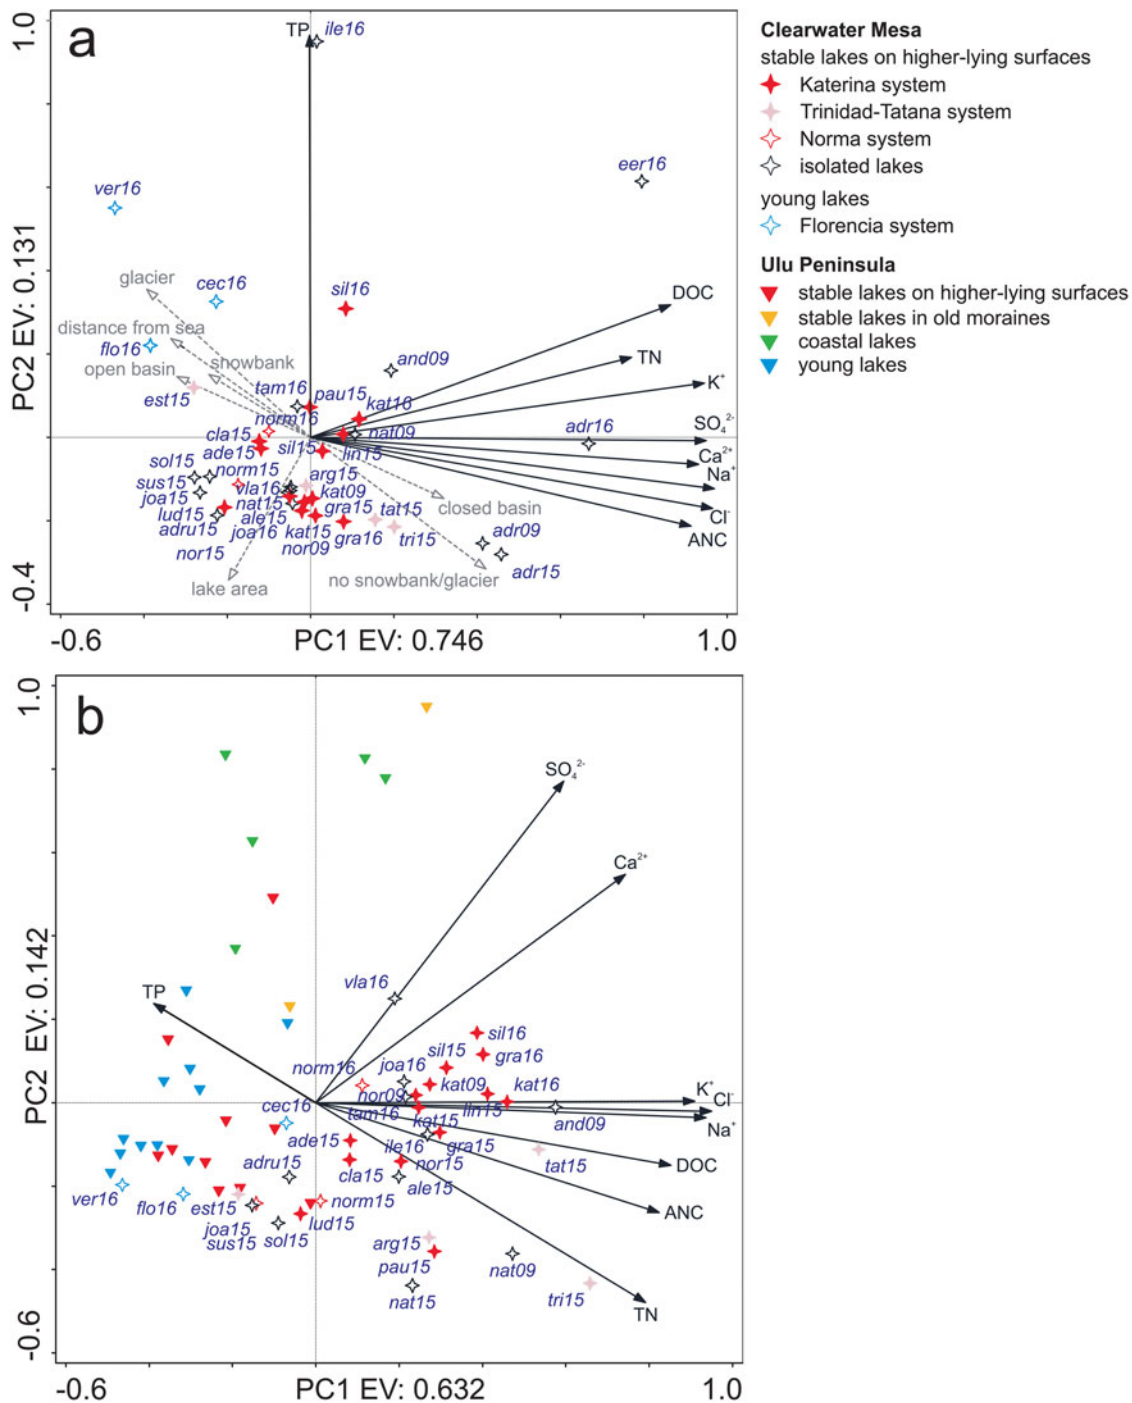 a
1.0
PC2 EV: 0.131
-0.4
TP
ile16
eer16
ver16
glacier
cec16
sil16
DOC
distance from sea
flo16
snowbank
and09
TN
open basin
est15
tam16
pau15
K⁺
kat16
norm16
adr16
SO₄²⁻
cla15
nat09
ade15
sil15
lin15
Ca²⁺
sol15
norm15
arg15
Na⁺
sus15
vla16
kat09
joa15
closed basin
lud15
nat15
gra15
tat15
Cl⁻
adru15
ale15
kat15
joa16
nor09
gra16
tri15
adr09
ANC
nor15
lake area
no snowbank/glacier
adr15
-0.6
PC1 EV: 0.746
1.0
Clearwater Mesa
stable lakes on higher-lying surfaces
Katerina system
Trinidad-Tatana system
Norma system
isolated lakes
young lakes
Florencia system
Ulu Peninsula
stable lakes on higher-lying surfaces
stable lakes in old moraines
coastal lakes
young lakes
b
1.0
PC2 EV: 0.142
-0.6
SO₄²⁻
Ca²⁺
vla16
TP
sil16
sil15
gra16
joa16
norm16
kat09
kat16
K⁺
nor09
Cl⁻
cec16
tam16
lin15
and09
Na⁺
kat15
ade15
gra15
ile16
adru15
nor15
tat15
DOC
cla15
ale15
ver16
flo16
est15
norm15
ANC
joa15
lud15
sus15
sol15
arg15
pau15
nat09
nat15
tri15
TN
-0.6
PC1 EV: 0.632
1.0